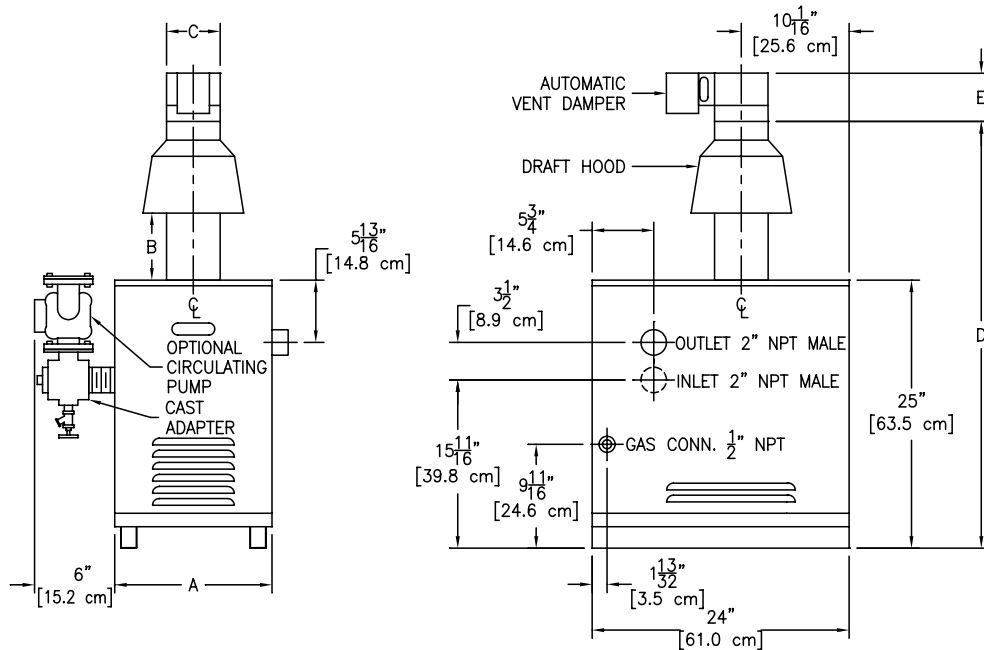 C
AUTOMATIC
VENT DAMPER
10 1/16"
[25.6 cm]
E
DRAFT HOOD
B
5 13/16"
[14.8 cm]
5 3/4"
[14.6 cm]
3 1/2"
[8.9 cm]
℄
℄
D
OPTIONAL
CIRCULATING
PUMP
CAST
ADAPTER
OUTLET 2" NPT MALE
INLET 2" NPT MALE
25"
[63.5 cm]
15 11/16"
[39.8 cm]
GAS CONN. 1/2" NPT
9 11/16"
[24.6 cm]
6"
[15.2 cm]
A
1 13/32"
[3.5 cm]
24"
[61.0 cm]